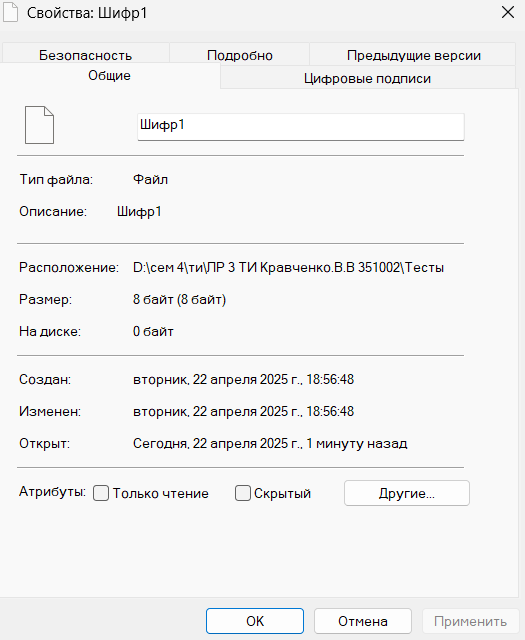 Свойства: Шифр1
Безопасность Подробно Предыдущие версии
Общие Цифровые подписи
Шифр1
Тип файла: Файл
Описание: Шифр1
Расположение: D:\сем 4\ти\ПР 3 ТИ Кравченко.В.В 351002\Тесты
Размер: 8 байт (8 байт)
На диске: 0 байт
Создан: вторник, 22 апреля 2025 г., 18:56:48
Изменен: вторник, 22 апреля 2025 г., 18:56:48
Открыт: Сегодня, 22 апреля 2025 г., 1 минуту назад
Атрибуты: Только чтение Скрытый Другие...
OK Отмена Применить